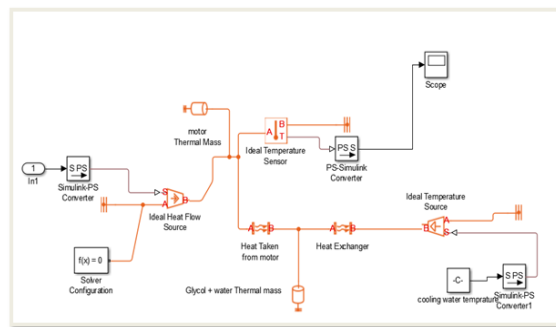 Scope
motor
Thermal Mass
A
B
T
Ideal Temperature
Sensor
PS S
PS-Simulink
Converter
1
In1
S PS
Simulink-PS
Converter
S
A
B
Ideal Heat Flow
Source
f(x) = 0
Solver
Configuration
A
B
Heat Taken
from motor
A
B
Heat Exchanger
Ideal Temperature
Source
B
A
S
Glycol + water Thermal mass
-C-
cooling water temprature
S PS
Simulink-PS
Converter1